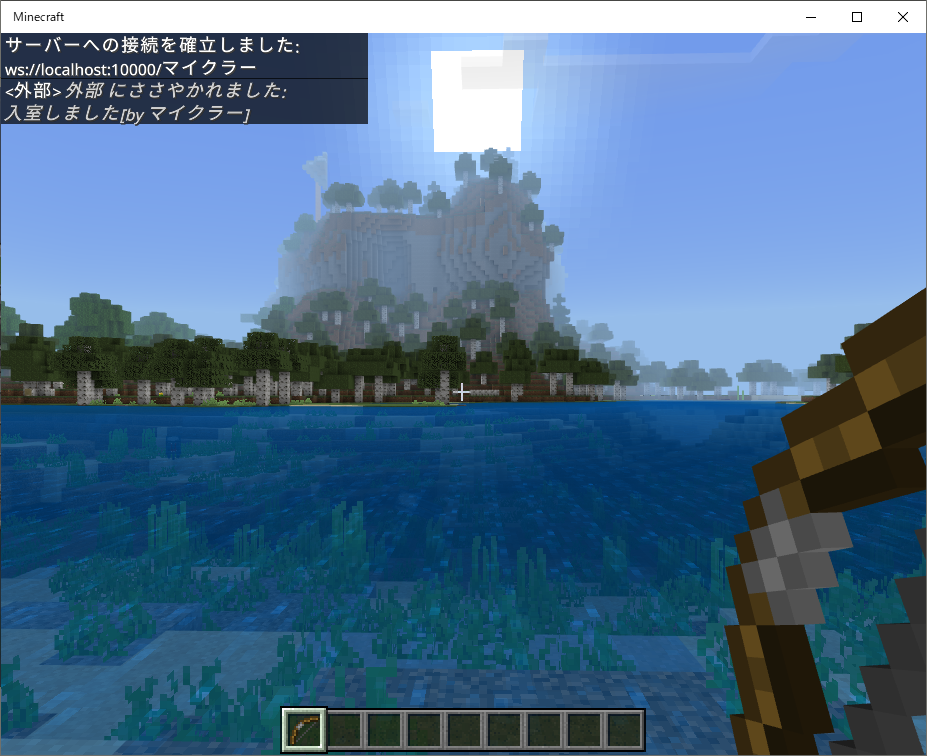 Minecraft
サーバーへの接続を確立しました:
ws://localhost:10000/マイクラー
<外部> 外部 にささやかれました:
入室しました[by マイクラー]